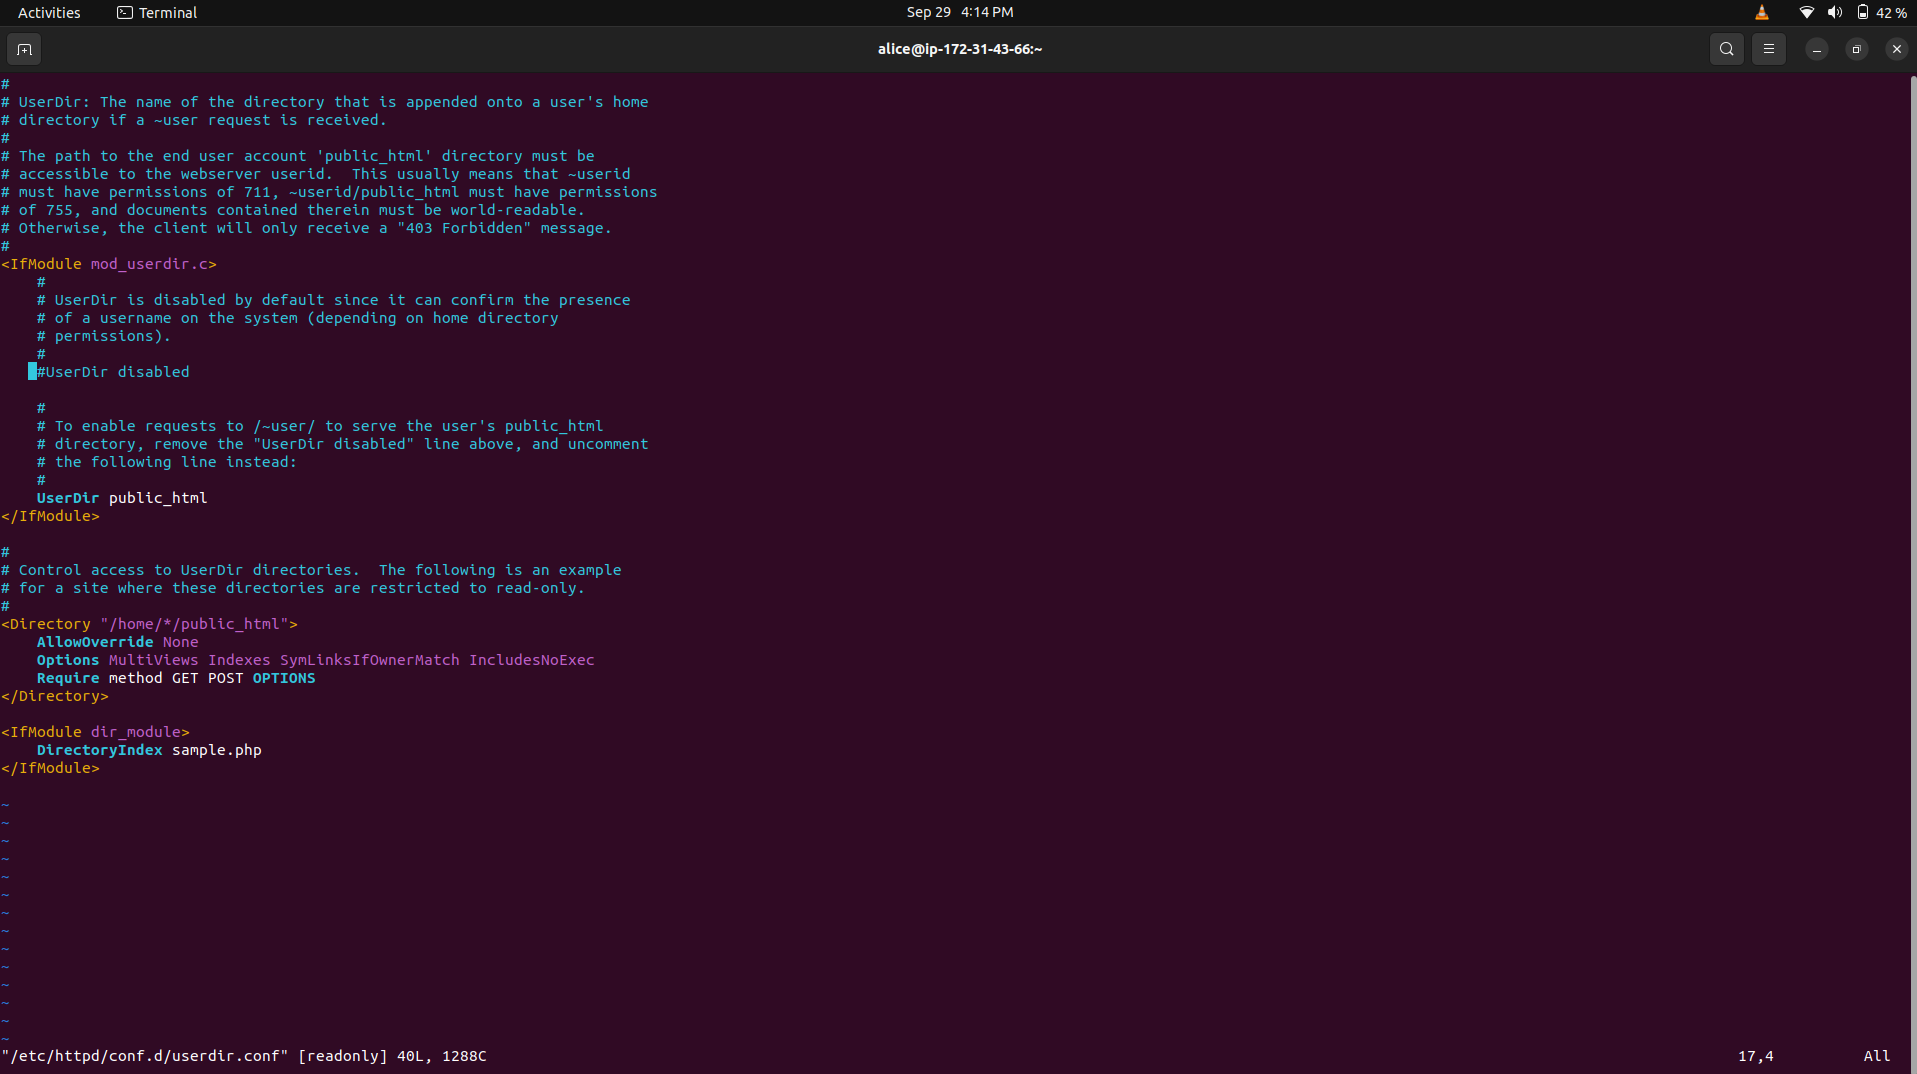 Activities Terminal Sep 29 4:14 PM 42 %
alice@ip-172-31-43-66:~
#
# UserDir: The name of the directory that is appended onto a user's home
# directory if a ~user request is received.
#
# The path to the end user account 'public_html' directory must be
# accessible to the webserver userid.  This usually means that ~userid
# must have permissions of 711, ~userid/public_html must have permissions
# of 755, and documents contained therein must be world-readable.
# Otherwise, the client will only receive a "403 Forbidden" message.
#
<IfModule mod_userdir.c>
    #
    # UserDir is disabled by default since it can confirm the presence
    # of a username on the system (depending on home directory
    # permissions).
    #
    #UserDir disabled
    #
    # To enable requests to /~user/ to serve the user's public_html
    # directory, remove the "UserDir disabled" line above, and uncomment
    # the following line instead:
    #
    UserDir public_html
</IfModule>
#
# Control access to UserDir directories.  The following is an example
# for a site where these directories are restricted to read-only.
#
<Directory "/home/*/public_html">
    AllowOverride None
    Options MultiViews Indexes SymLinksIfOwnerMatch IncludesNoExec
    Require method GET POST OPTIONS
</Directory>
<IfModule dir_module>
    DirectoryIndex sample.php
</IfModule>
~
~
~
~
~
~
~
~
~
~
~
~
~
~
"/etc/httpd/conf.d/userdir.conf" [readonly] 40L, 1288C 17,4 All